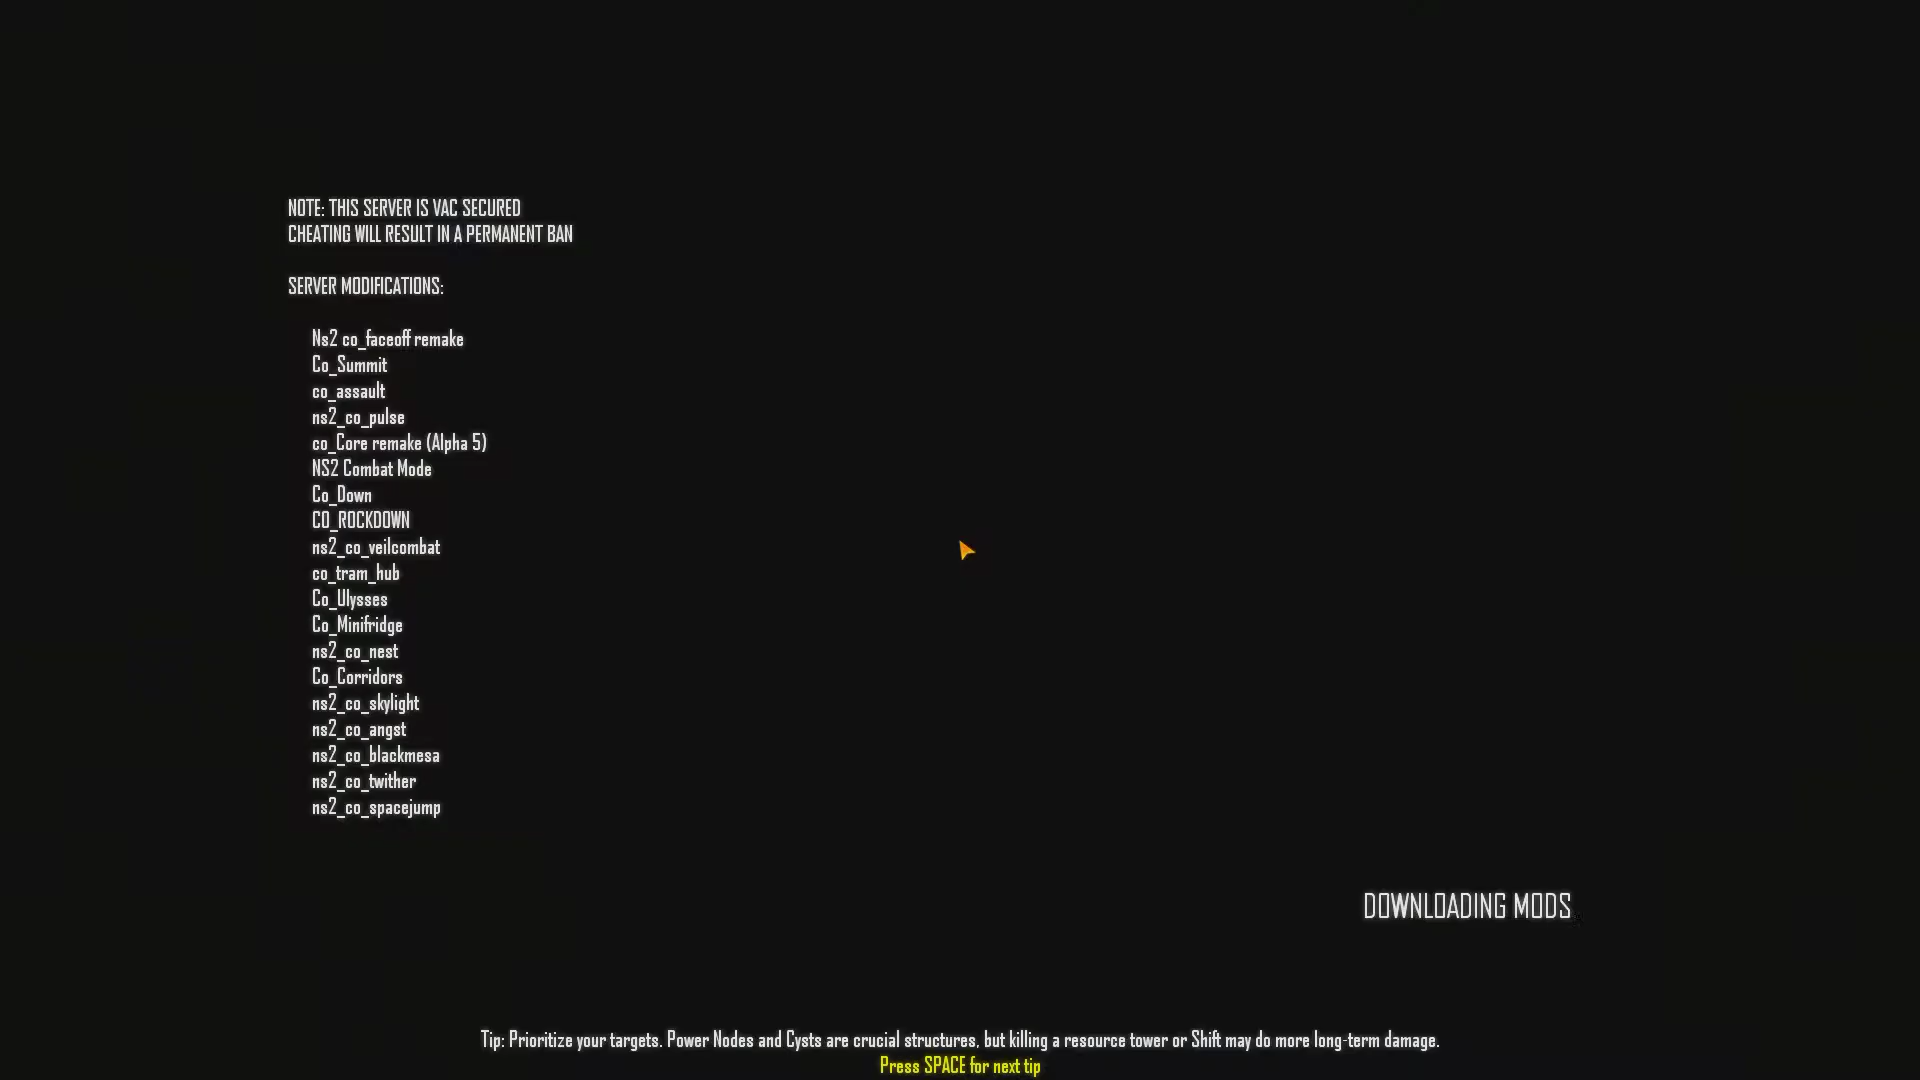 NOTE: THIS SERVER IS VAC SECURED
CHEATING WILL RESULT IN A PERMANENT BAN
SERVER MODIFICATIONS:
Ns2 co_faceoff remake
Co_Summit
co_assault
ns2_co_pulse
co_Core remake (Alpha 5)
NS2 Combat Mode
Co_Down
CO_ROCKDOWN
ns2_co_veilcombat
co_tram_hub
Co_Ulysses
Co_Minifridge
ns2_co_nest
Co_Corridors
ns2_co_skylight
ns2_co_angst
ns2_co_blackmesa
ns2_co_twither
ns2_co_spacejump
DOWNLOADING MODS
Tip: Prioritize your targets. Power Nodes and Cysts are crucial structures, but killing a resource tower or Shift may do more long-term damage.
Press SPACE for next tip